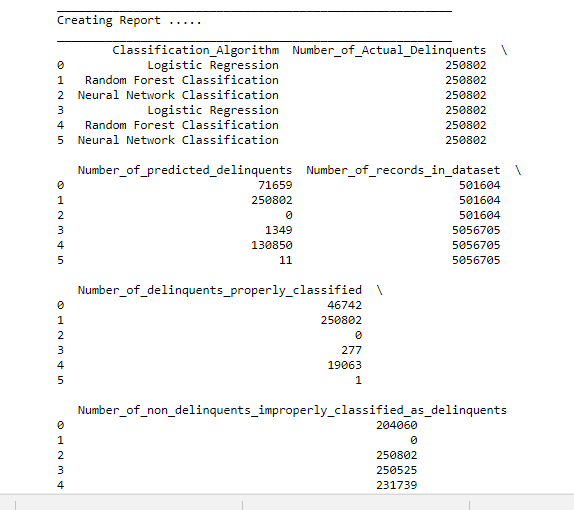 Creating Report .....
Classification_Algorithm Number_of_Actual_Delinquents \
0 Logistic Regression 250802
1 Random Forest Classification 250802
2 Neural Network Classification 250802
3 Logistic Regression 250802
4 Random Forest Classification 250802
5 Neural Network Classification 250802
Number_of_predicted_delinquents Number_of_records_in_dataset \
0 71659 501604
1 250802 501604
2 0 501604
3 1349 5056705
4 130850 5056705
5 11 5056705
Number_of_delinquents_properly_classified \
0 46742
1 250802
2 0
3 277
4 19063
5 1
Number_of_non_delinquents_improperly_classified_as_delinquents
0 204060
1 0
2 250802
3 250525
4 231739